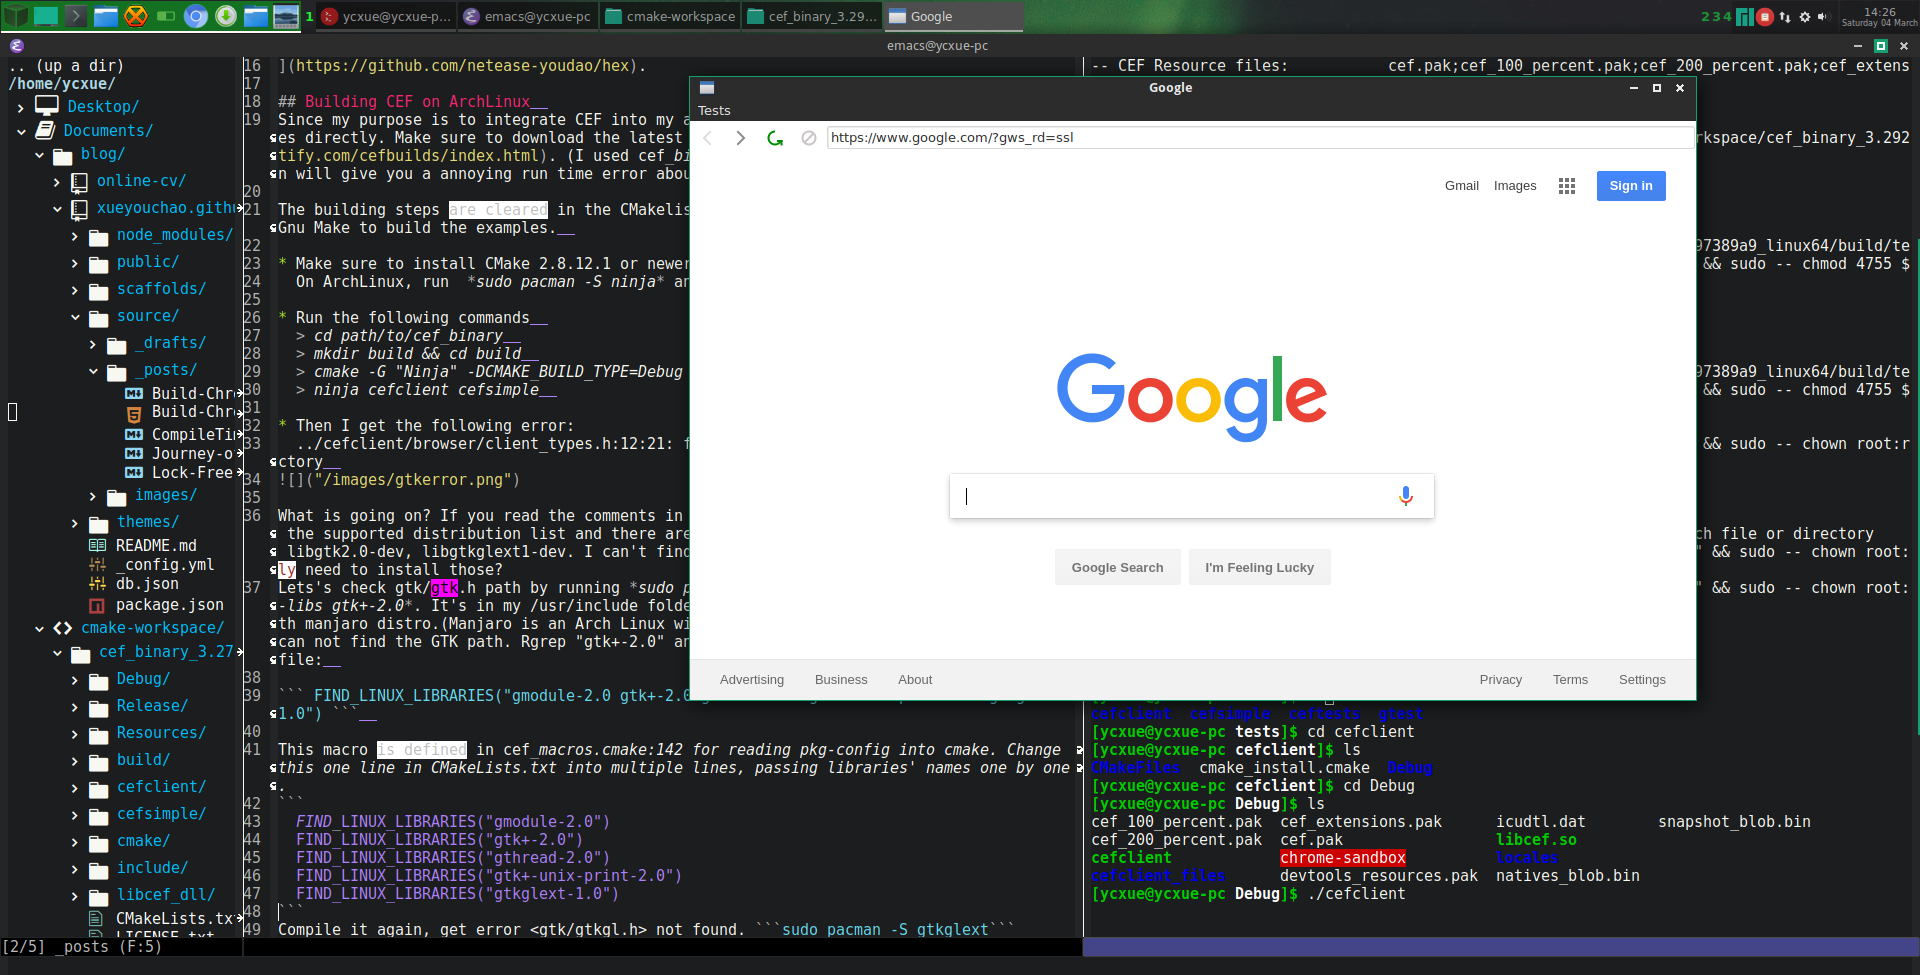 1
ycxue@ycxue-p...
emacs@ycxue-pc
cmake-workspace
cef_binary_3.29...
Google
2 3 4
14:26
Saturday 04 March
emacs@ycxue-pc
.. (up a dir)
/home/ycxue/
Desktop/
Documents/
blog/
online-cv/
xueyouchao.githu
node_modules/
public/
scaffolds/
source/
_drafts/
_posts/
Build-Chr
Build-Chr
CompileTi
Journey-o
Lock-Free
images/
themes/
README.md
_config.yml
db.json
package.json
cmake-workspace/
cef_binary_3.27
Debug/
Release/
Resources/
build/
cefclient/
cefsimple/
cmake/
include/
libcef_dll/
CMakeLists.tx
LICENSE.txt
[2/5] _posts (F:5)
16 ](https://github.com/netease-youdao/hex).
17
18 ## Building CEF on ArchLinux__
19 Since my purpose is to integrate CEF into my a
es directly. Make sure to download the latest
tify.com/cefbuilds/index.html). (I used cef_bi
n will give you a annoying run time error abou
20
21 The building steps are cleared in the CMakelis
Gnu Make to build the examples.__
22
23 * Make sure to install CMake 2.8.12.1 or newer
24 On ArchLinux, run *sudo pacman -S ninja* an
25
26 * Run the following commands__
27 > cd path/to/cef_binary__
28 > mkdir build && cd build__
29 > cmake -G "Ninja" -DCMAKE_BUILD_TYPE=Debug
30 > ninja cefclient cefsimple__
31
32 * Then I get the following error:
33 ../cefclient/browser/client_types.h:12:21: f
ctory__
34 ![]("/images/gtkerror.png")
35
36 What is going on? If you read the comments in
the supported distribution list and there are
libgtk2.0-dev, libgtkglext1-dev. I can't find
ly need to install those?
37 Lets's check gtk/gtk.h path by running *sudo p
-libs gtk+-2.0*. It's in my /usr/include folde
th manjaro distro.(Manjaro is an Arch Linux wi
can not find the GTK path. Rgrep "gtk+-2.0" an
file:__
38
39 ``` FIND_LINUX_LIBRARIES("gmodule-2.0 gtk+-2.0
1.0") ```__
40
41 This macro is defined in cef_macros.cmake:142 for reading pkg-config into cmake. Change
this one line in CMakeLists.txt into multiple lines, passing libraries' names one by one
.
42 ```
43 FIND_LINUX_LIBRARIES("gmodule-2.0")
44 FIND_LINUX_LIBRARIES("gtk+-2.0")
45 FIND_LINUX_LIBRARIES("gthread-2.0")
46 FIND_LINUX_LIBRARIES("gtk+-unix-print-2.0")
47 FIND_LINUX_LIBRARIES("gtkglext-1.0")
48 ```
49 Compile it again, get error <gtk/gtkgl.h> not found. ```sudo pacman -S gtkglext```
-- CEF Resource files: cef.pak;cef_100_percent.pak;cef_200_percent.pak;cef_extens
rkspace/cef_binary_3.292
97389a9_linux64/build/te
&& sudo -- chmod 4755 $
97389a9_linux64/build/te
&& sudo -- chmod 4755 $
&& sudo -- chown root:r
ch file or directory
" && sudo -- chown root:
" && sudo -- chown root:
Google
Tests
https://www.google.com/?gws_rd=ssl
Gmail Images Sign in
Google
Google Search I'm Feeling Lucky
Advertising Business About Privacy Terms Settings
cefclient cefsimple ceftests gtest
[ycxue@ycxue-pc tests]$ cd cefclient
[ycxue@ycxue-pc cefclient]$ ls
CMakeFiles cmake_install.cmake Debug
[ycxue@ycxue-pc cefclient]$ cd Debug
[ycxue@ycxue-pc Debug]$ ls
cef_100_percent.pak cef_extensions.pak icudtl.dat snapshot_blob.bin
cef_200_percent.pak cef.pak libcef.so
cefclient chrome-sandbox locales
cefclient_files devtools_resources.pak natives_blob.bin
[ycxue@ycxue-pc Debug]$ ./cefclient